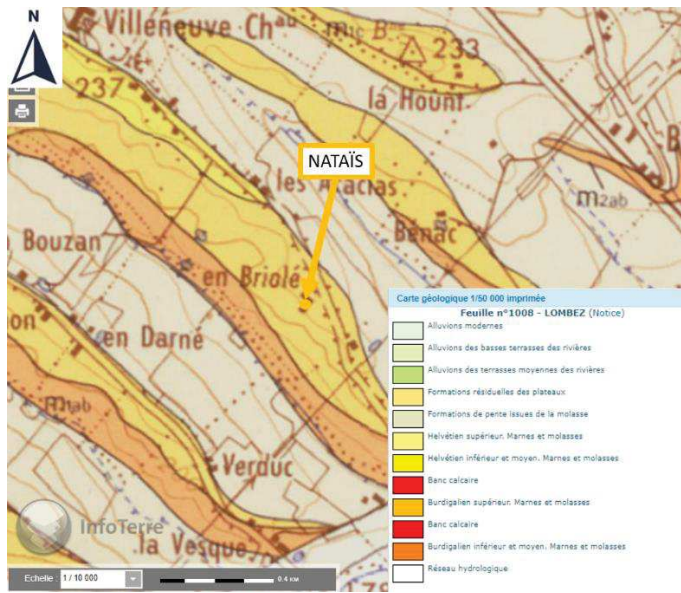 N
Villeneuve Chau
m1c
233
237
la Hount
NATAÏS
les Acacias
m2ab
Bénac
Bouzan
en Briolé
en Darné
m1ab
Verduc
la Vesque
InfoTerre
Echelle 1 / 10 000
0.4 KM
Carte géologique 1/50 000 imprimée
Feuille n°1008 - LOMBEZ (Notice)
Alluvions modernes
Alluvions des basses terrasses des rivières
Alluvions des terrasses moyennes des rivières
Formations résiduelles des plateaux
Formations de pente issues de la molasse
Helvétien supérieur. Marnes et molasses
Helvétien inférieur et moyen. Marnes et molasses
Banc calcaire
Burdigalien supérieur. Marnes et molasses
Banc calcaire
Burdigalien inférieur et moyen. Marnes et molasses
Réseau hydrologique